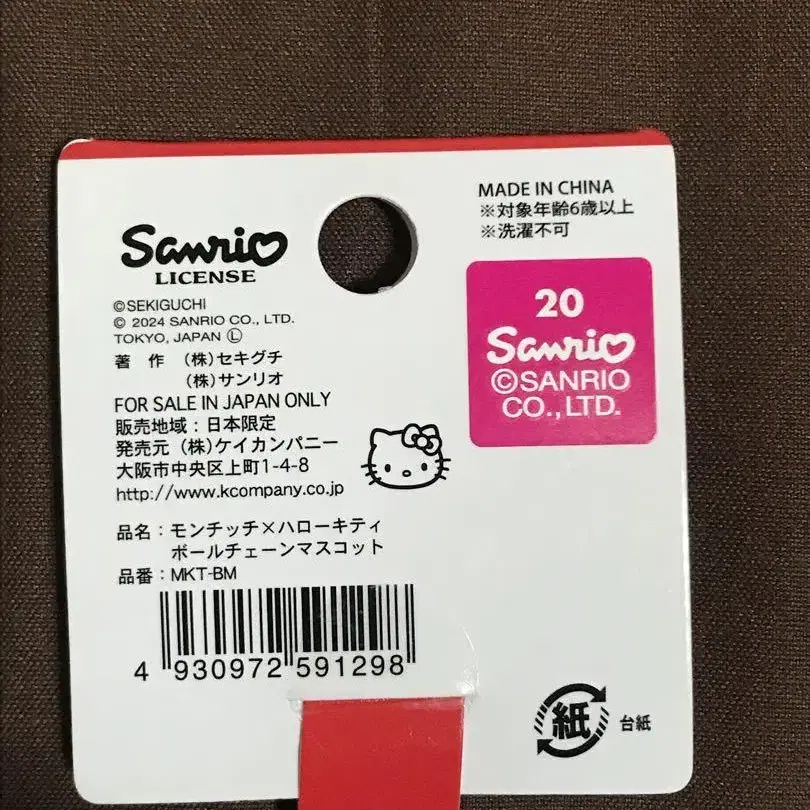 Sanrio
LICENSE
©SEKIGUCHI
© 2024 SANRIO CO., LTD.
TOKYO, JAPAN Ⓛ
著 作 (株)セキグチ
(株)サンリオ
FOR SALE IN JAPAN ONLY
販売地域:日本限定
発売元 (株)ケイカンパニー
大阪市中央区上町1-4-8
http://www.kcompany.co.jp
品名:モンチッチ×ハローキティ
ボールチェーンマスコット
品番:MKT-BM
4 930972 591298
MADE IN CHINA
※対象年齢6歳以上
※洗濯不可
20
Sanrio
©SANRIO
CO.,LTD.
紙 台紙